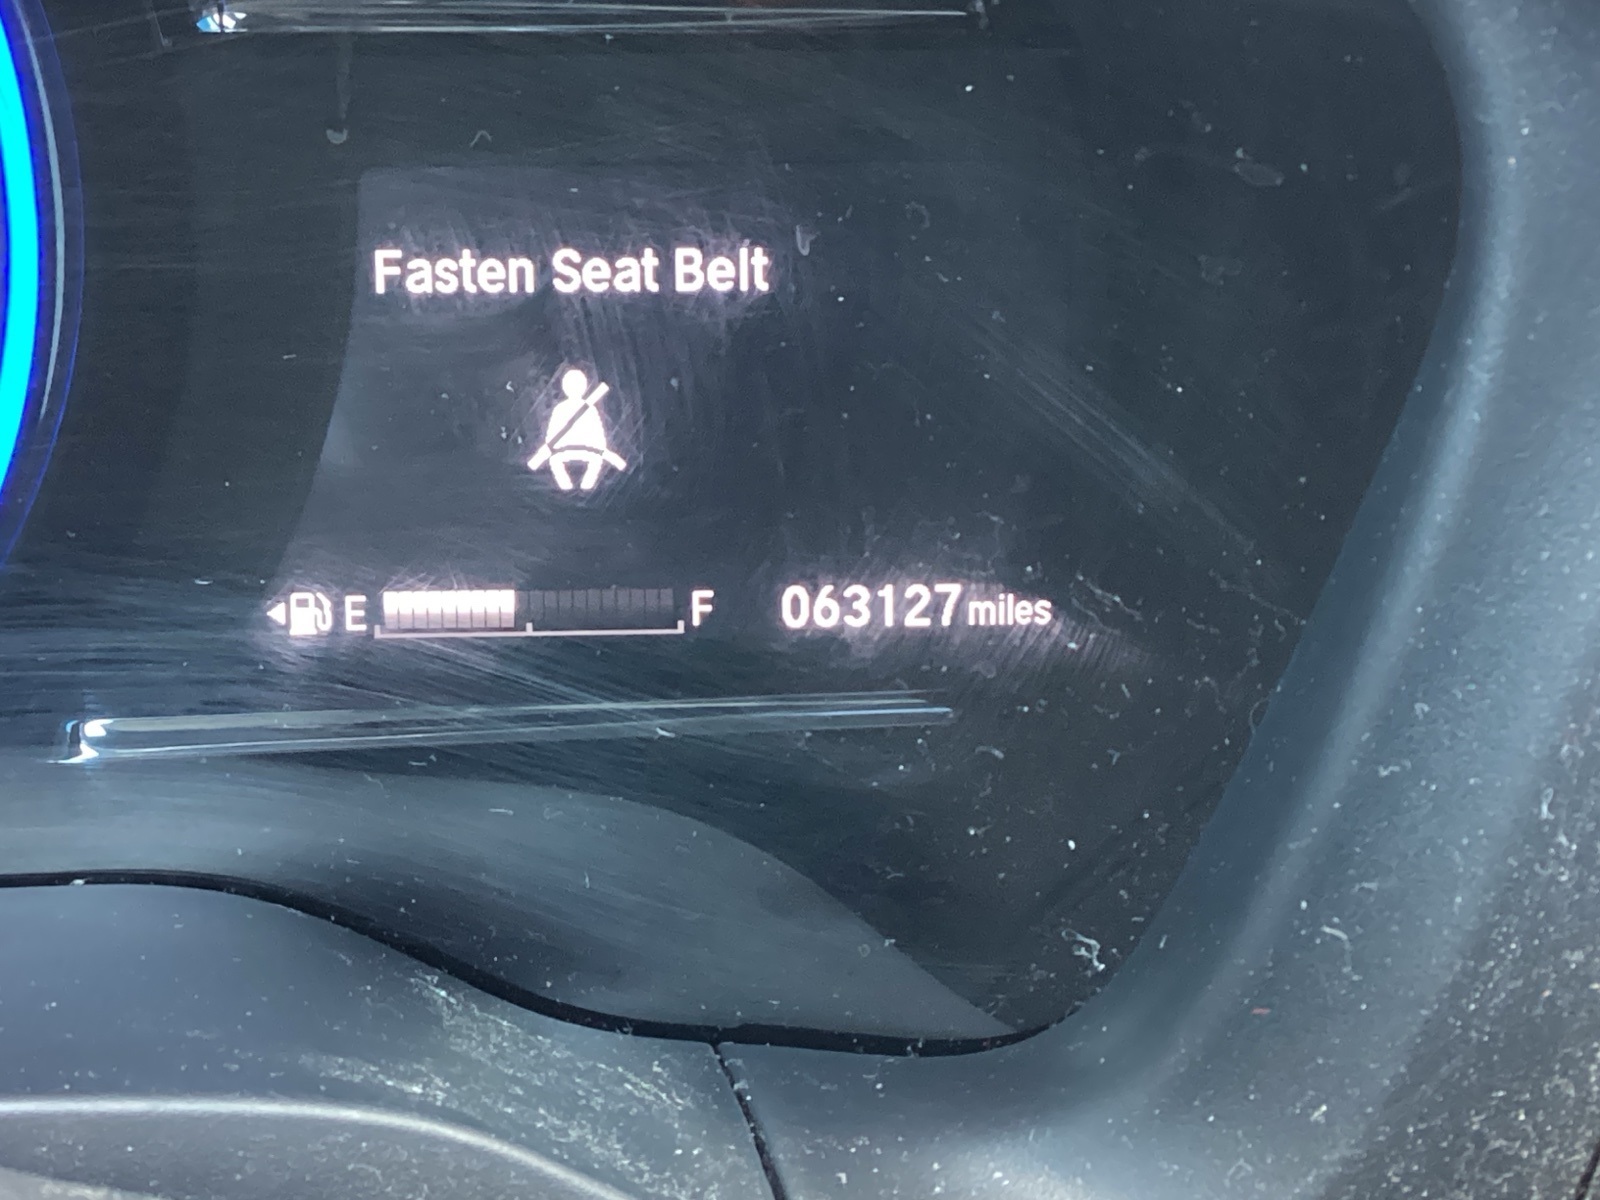 Fasten Seat Belt
E F 063127 miles